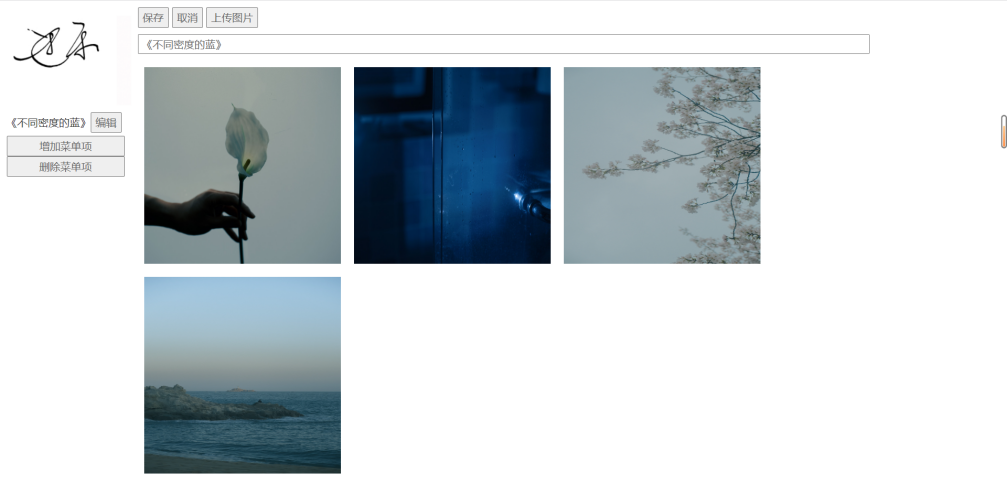 保存 取消 上传图片
《不同密度的蓝》
《不同密度的蓝》 编辑
增加菜单项
删除菜单项